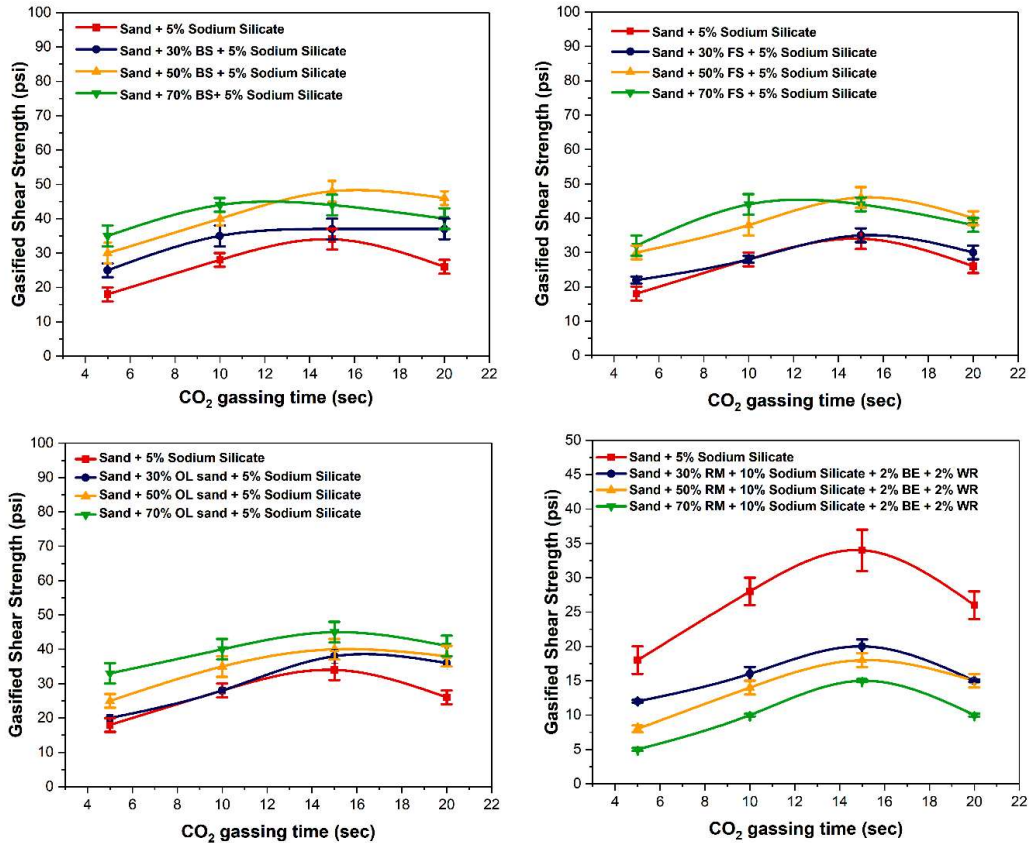 Sand + 5% Sodium Silicate
Sand + 30% BS + 5% Sodium Silicate
Sand + 50% BS + 5% Sodium Silicate
Sand + 70% BS+ 5% Sodium Silicate
Gasified Shear Strength (psi)
100
90
80
70
60
50
40
30
20
10
0
4 6 8 10 12 14 16 18 20 22
CO₂ gassing time (sec)
Sand + 5% Sodium Silicate
Sand + 30% FS + 5% Sodium Silicate
Sand + 50% FS + 5% Sodium Silicate
Sand + 70% FS + 5% Sodium Silicate
Gasified Shear Strength (psi)
100
90
80
70
60
50
40
30
20
10
0
4 6 8 10 12 14 16 18 20 22
CO₂ gassing time (sec)
Sand + 5% Sodium Silicate
Sand + 30% OL sand + 5% Sodium Silicate
Sand + 50% OL sand + 5% Sodium Silicate
Sand + 70% OL sand + 5% Sodium Silicate
Gasified Shear Strength (psi)
100
90
80
70
60
50
40
30
20
10
0
4 6 8 10 12 14 16 18 20 22
CO₂ gassing time (sec)
Sand + 5% Sodium Silicate
Sand + 30% RM + 10% Sodium Silicate + 2% BE + 2% WR
Sand + 50% RM + 10% Sodium Silicate + 2% BE + 2% WR
Sand + 70% RM + 10% Sodium Silicate + 2% BE + 2% WR
Gasified Shear Strength (psi)
50
45
40
35
30
25
20
15
10
5
0
4 6 8 10 12 14 16 18 20 22
CO₂ gassing time (sec)